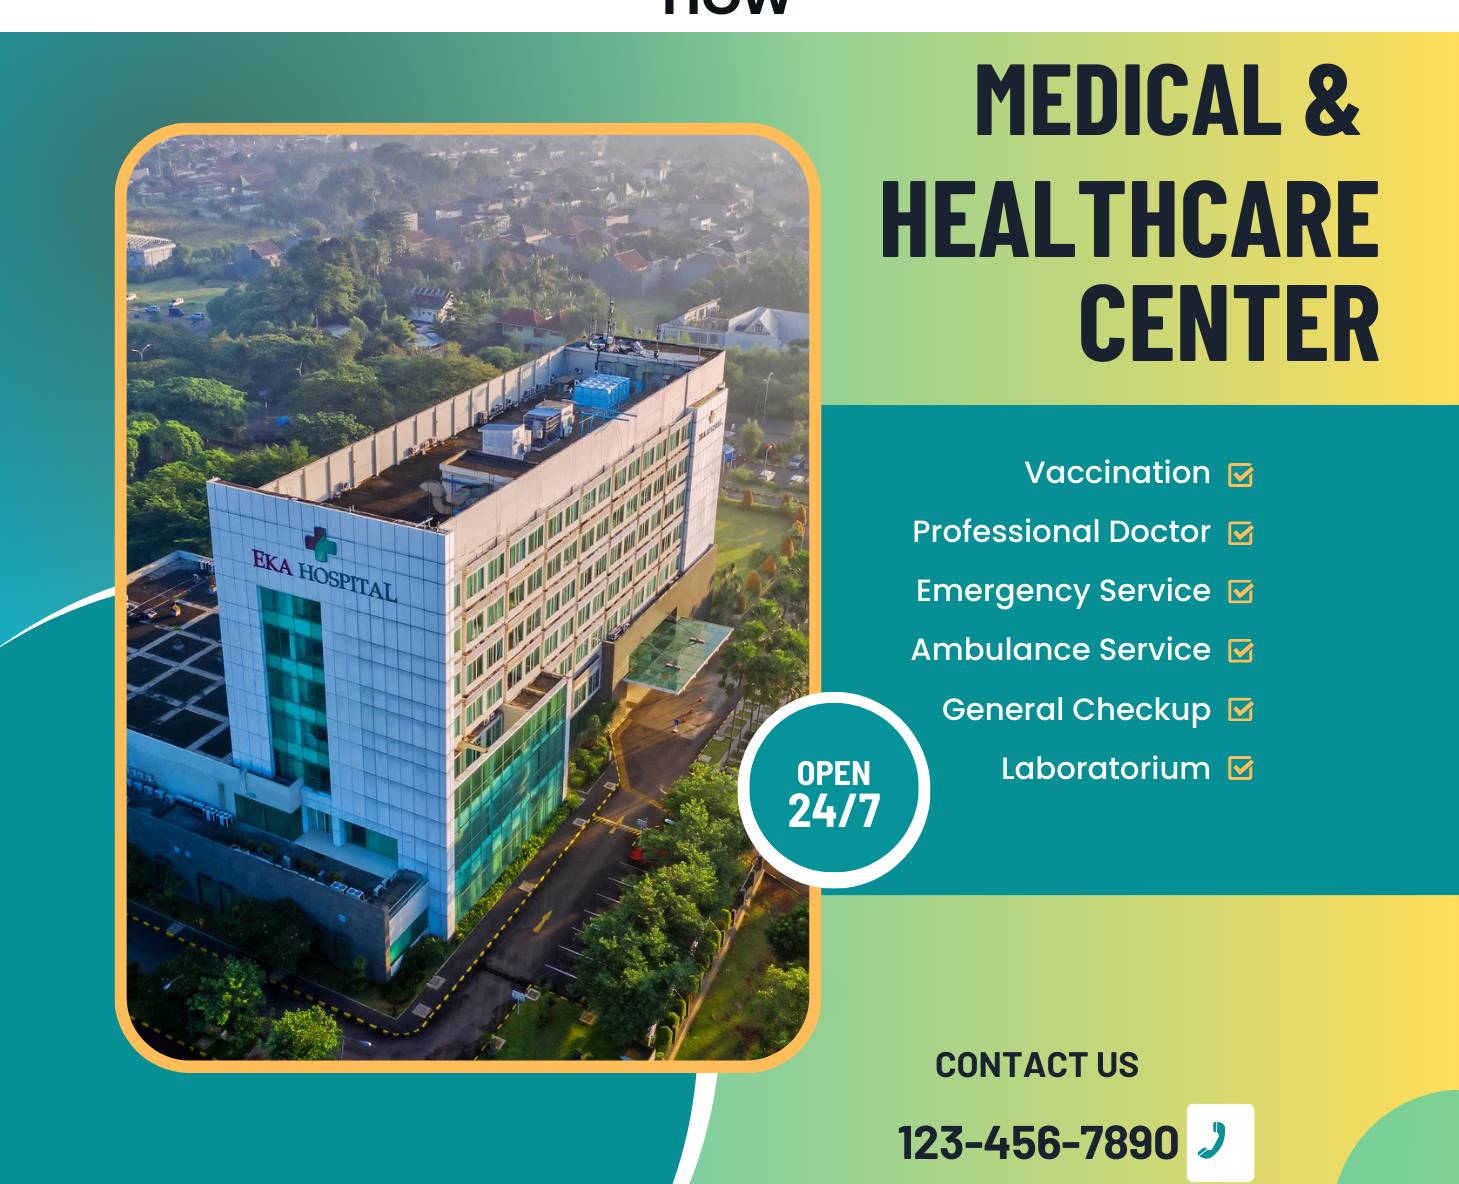 MEDICAL &
HEALTHCARE
CENTER
EKA HOSPITAL
Vaccination
Professional Doctor
Emergency Service
Ambulance Service
General Checkup
Laboratorium
OPEN
24/7
CONTACT US
123-456-7890